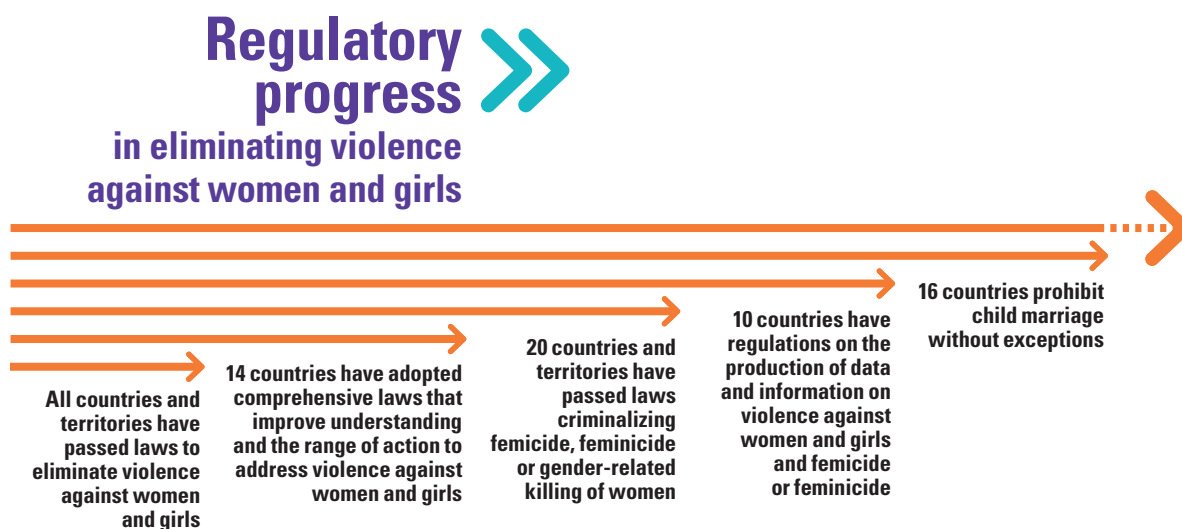 Regulatory
progress
in eliminating violence
against women and girls
All countries and
territories have
passed laws to
eliminate violence
against women
and girls
14 countries have adopted
comprehensive laws that
improve understanding
and the range of action to
address violence against
women and girls
20 countries and
territories have
passed laws
criminalizing
femicide, feminicide
or gender-related
killing of women
10 countries have
regulations on the
production of data
and information on
violence against
women and girls
and femicide
or feminicide
16 countries prohibit
child marriage
without exceptions